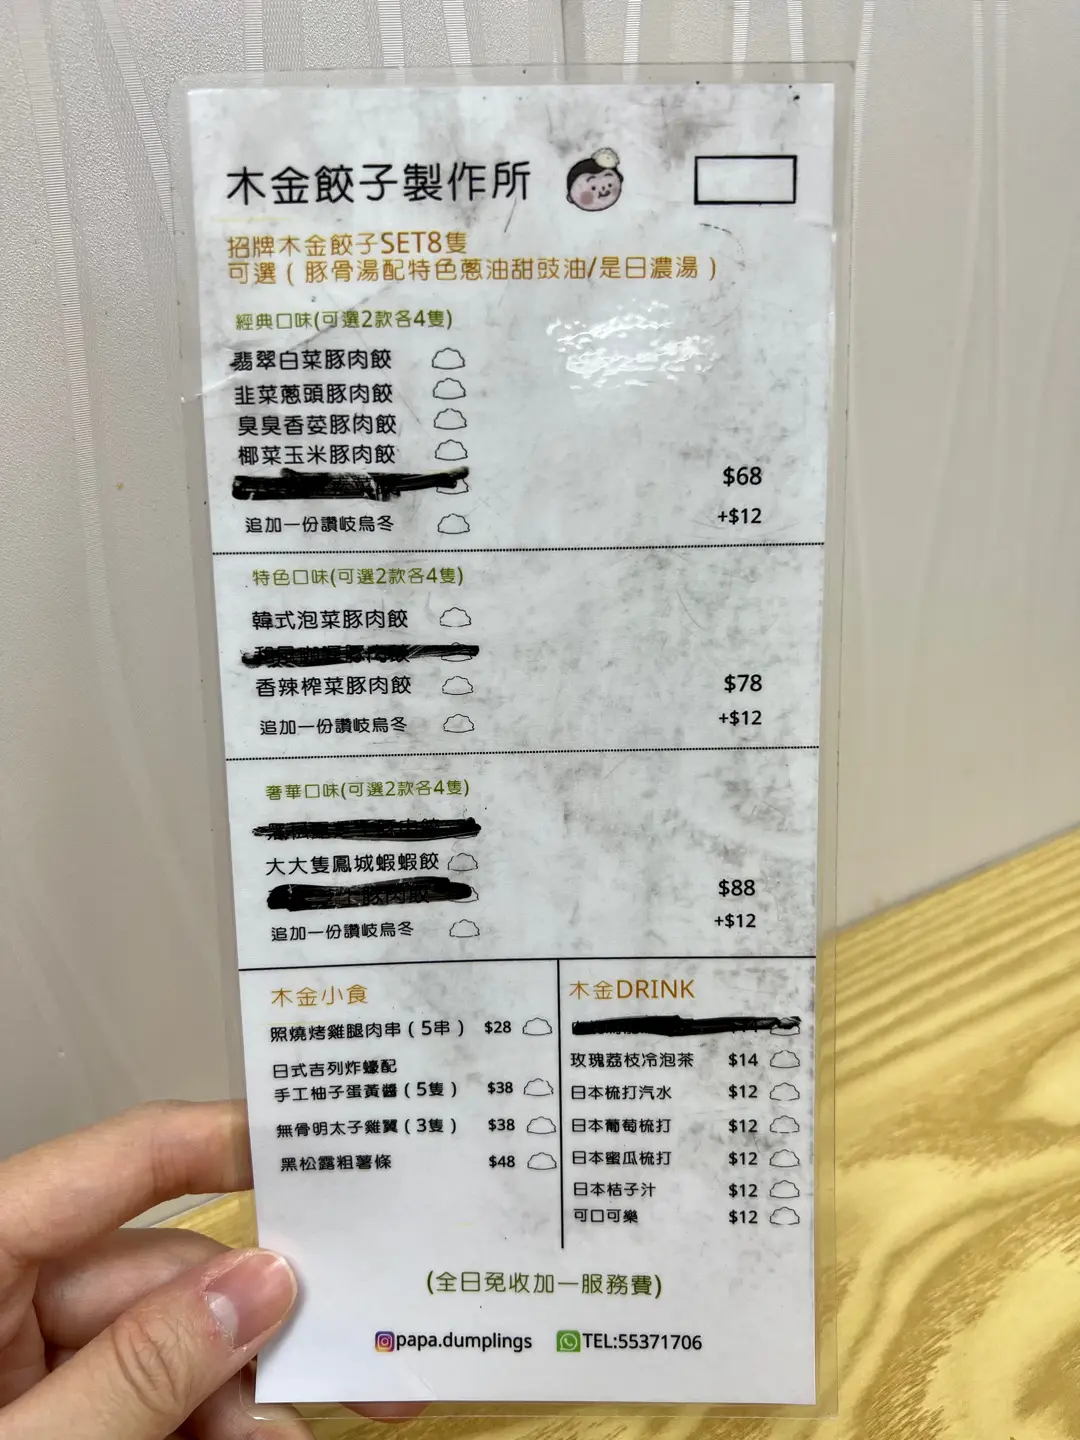 木金餃子製作所
招牌木金餃子SET8隻
可選 ( 豚骨湯配特色蔥油甜豉油/是日濃湯 )
經典口味(可選2款各4隻)
翡翠白菜豚肉餃
韭菜蔥頭豚肉餃
臭臭香荽豚肉餃
椰菜玉米豚肉餃
$68
追加一份讚岐烏冬 +$12
特色口味(可選2款各4隻)
韓式泡菜豚肉餃
香辣榨菜豚肉餃 $78
追加一份讚岐烏冬 +$12
奢華口味(可選2款各4隻)
大大隻鳳城蝦蝦餃
$88
追加一份讚岐烏冬 +$12
木金小食
照燒烤雞腿肉串 ( 5串 ) $28
日式吉列炸蠔配
手工柚子蛋黃醬 ( 5隻 ) $38
無骨明太子雞翼 ( 3隻 ) $38
黑松露粗薯條 $48
木金DRINK
玫瑰荔枝冷泡茶 $14
日本梳打汽水 $12
日本葡萄梳打 $12
日本蜜瓜梳打 $12
日本桔子汁 $12
可口可樂 $12
(全日免收加一服務費)
papa.dumplings TEL:55371706